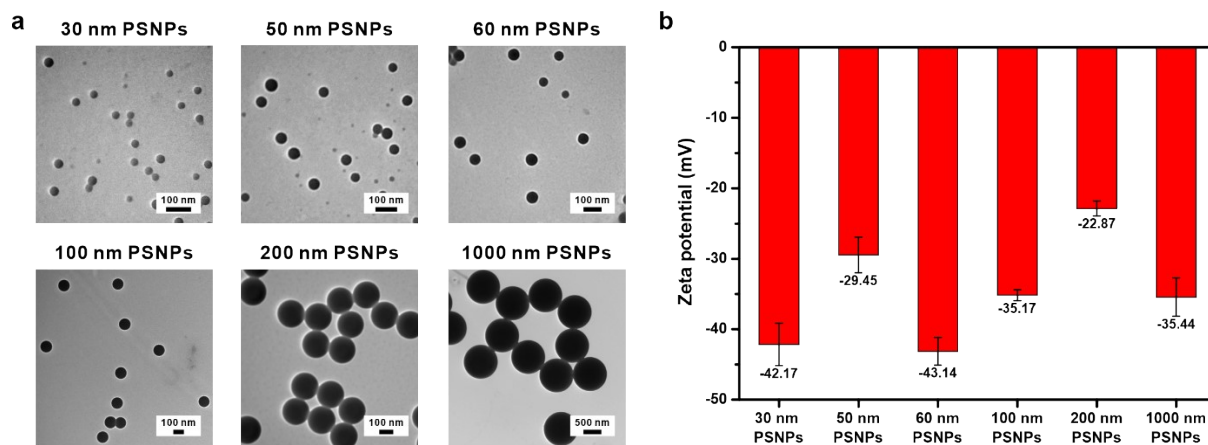 a
30 nm PSNPs
50 nm PSNPs
60 nm PSNPs
100 nm
100 nm
100 nm
100 nm PSNPs
200 nm PSNPs
1000 nm PSNPs
100 nm
100 nm
500 nm
b
Zeta potential (mV)
0
-10
-20
-30
-40
-50
-42.17
-29.45
-43.14
-35.17
-22.87
-35.44
30 nm
PSNPs
50 nm
PSNPs
60 nm
PSNPs
100 nm
PSNPs
200 nm
PSNPs
1000 nm
PSNPs